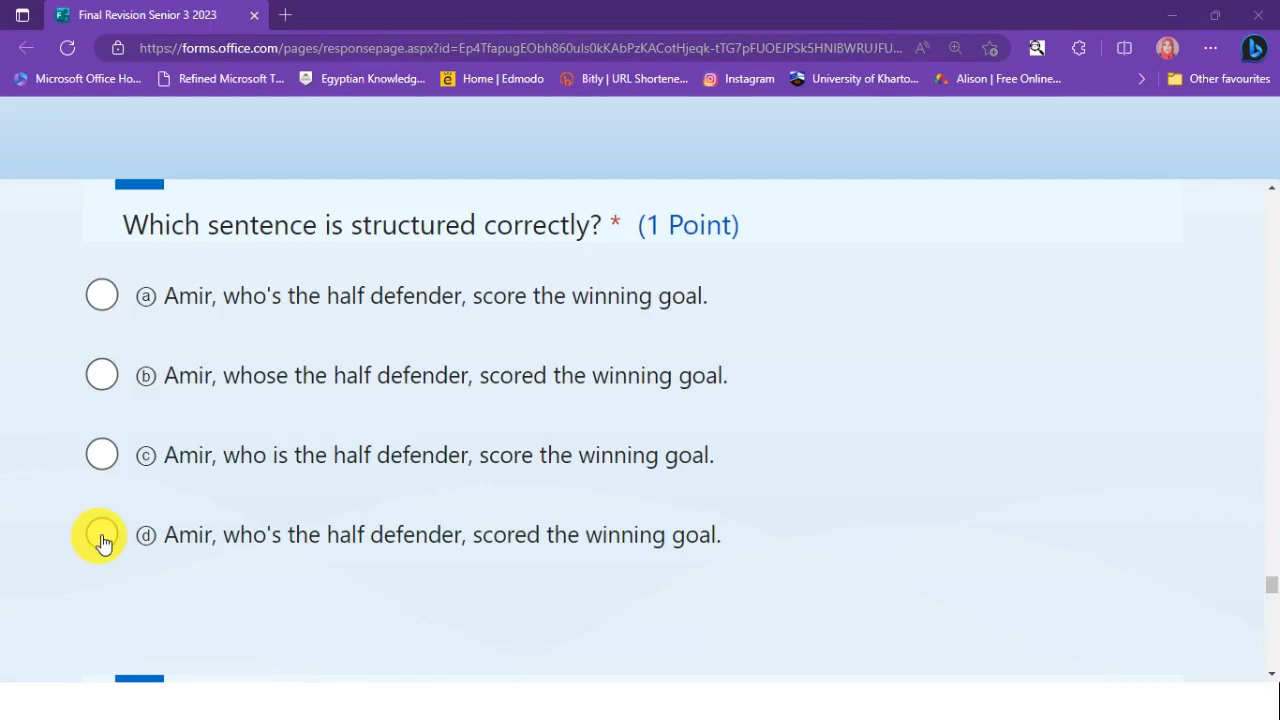 Final Revision Senior 3 2023
https://forms.office.com/pages/responsepage.aspx?id=Ep4TfapugEObh860uls0kKAbPzKACotHjeqk-tTG7pFUOEJPSk5HNlBWRUJFU...
Microsoft Office Ho... Refined Microsoft T... Egyptian Knowledg... Home | Edmodo Bitly | URL Shortene... Instagram University of Kharto... Alison | Free Online... Other favourites
Which sentence is structured correctly? * (1 Point)
ⓐ Amir, who's the half defender, score the winning goal.
ⓑ Amir, whose the half defender, scored the winning goal.
ⓒ Amir, who is the half defender, score the winning goal.
ⓓ Amir, who's the half defender, scored the winning goal.